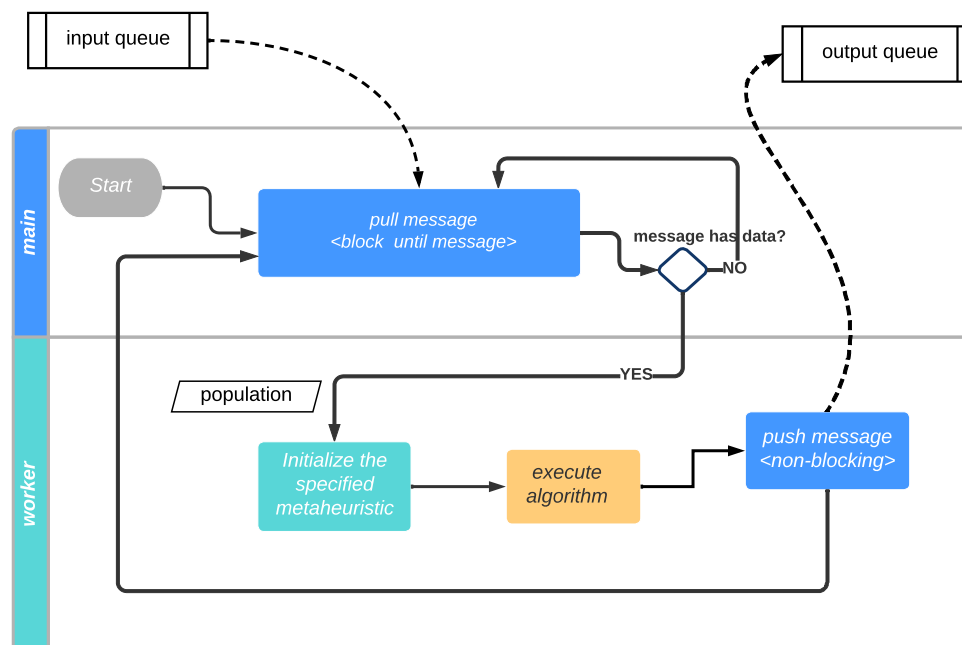 input queue
output queue
main
Start
pull message
<block  until message>
message has data?
NO
YES
population
worker
Initialize the
specified
metaheuristic
execute
algorithm
push message
<non-blocking>